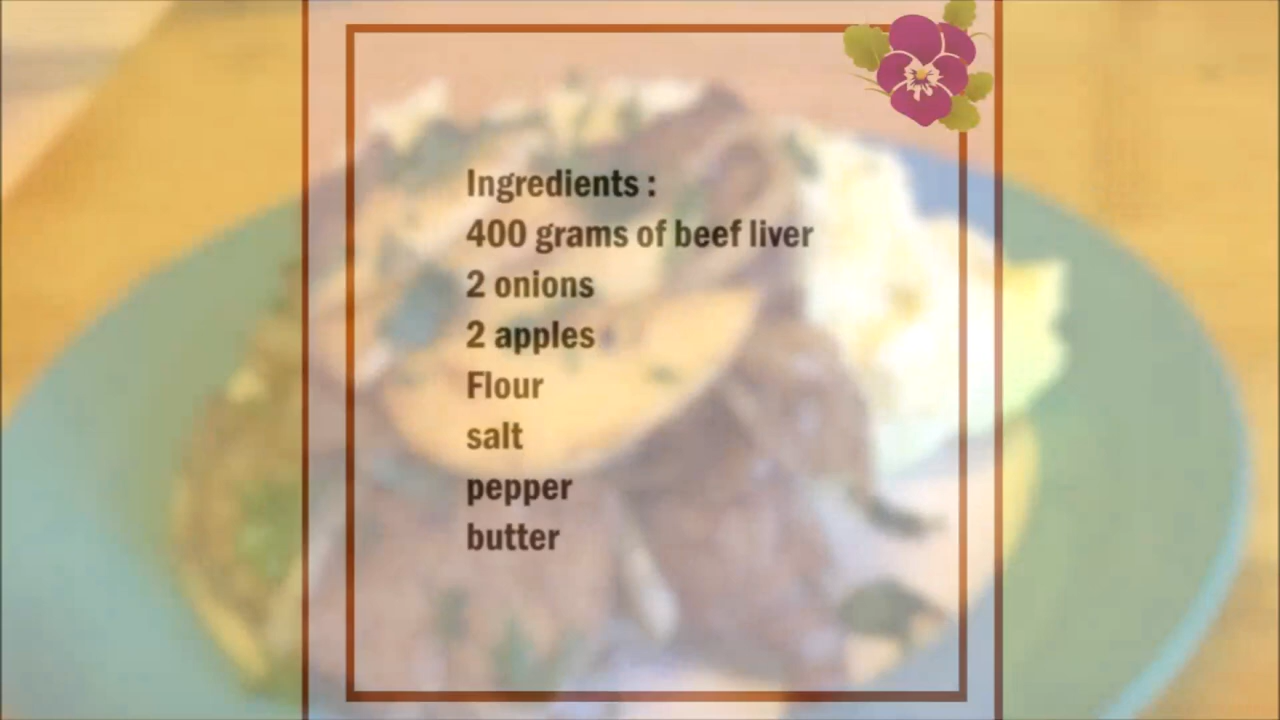 Ingredients :
400 grams of beef liver
2 onions
2 apples
Flour
salt
pepper
butter